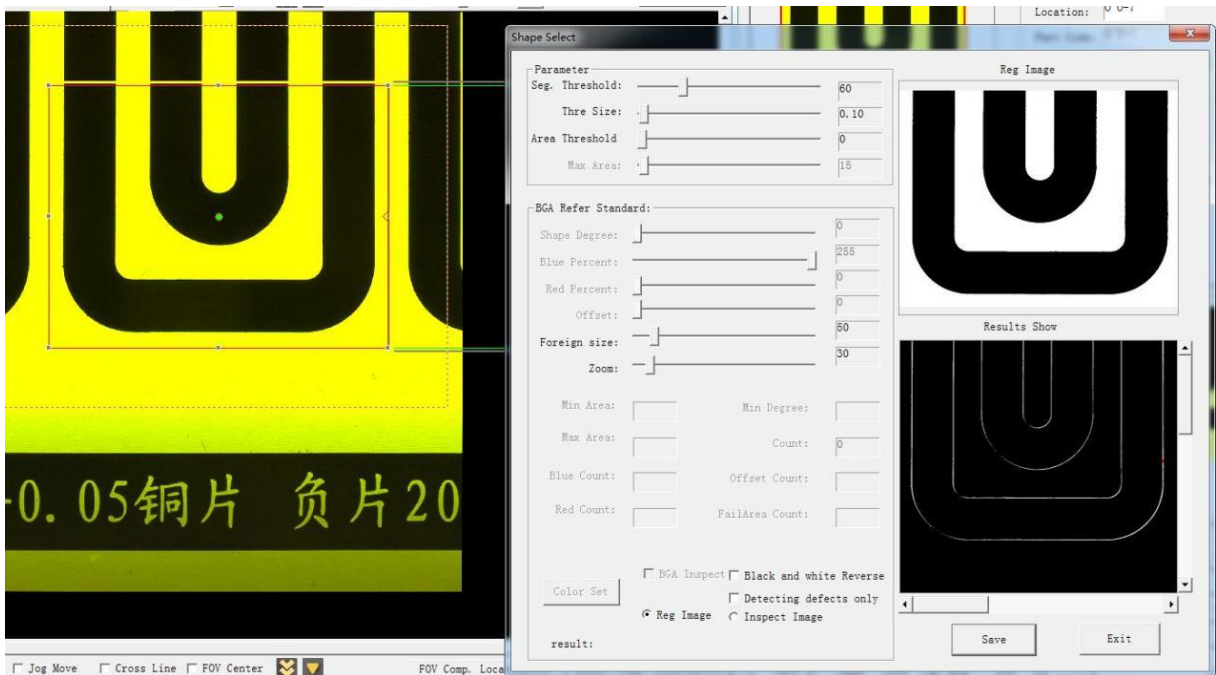 Location: 0 0-7
Shape Select
Parameter
Seg. Threshold: 60
Thre Size: 0.10
Area Threshold 0
Max Area: 15
BGA Refer Standard:
Shape Degree: 0
Blue Percent: 255
Red Percent: 0
Offset: 0
Foreign size: 50
Zoom: 30
Min Area: Min Degree:
Max Area: Count: 0
Blue Count: Offset Count:
Red Count: FailArea Count:
BGA Inspect Black and white Reverse
Color Set
Detecting defects only
Reg Image Inspect Image
result:
Reg Image
Results Show
Save Exit
-0.05铜片 负片20
Jog Move Cross Line FOV Center FOV Comp. Loca